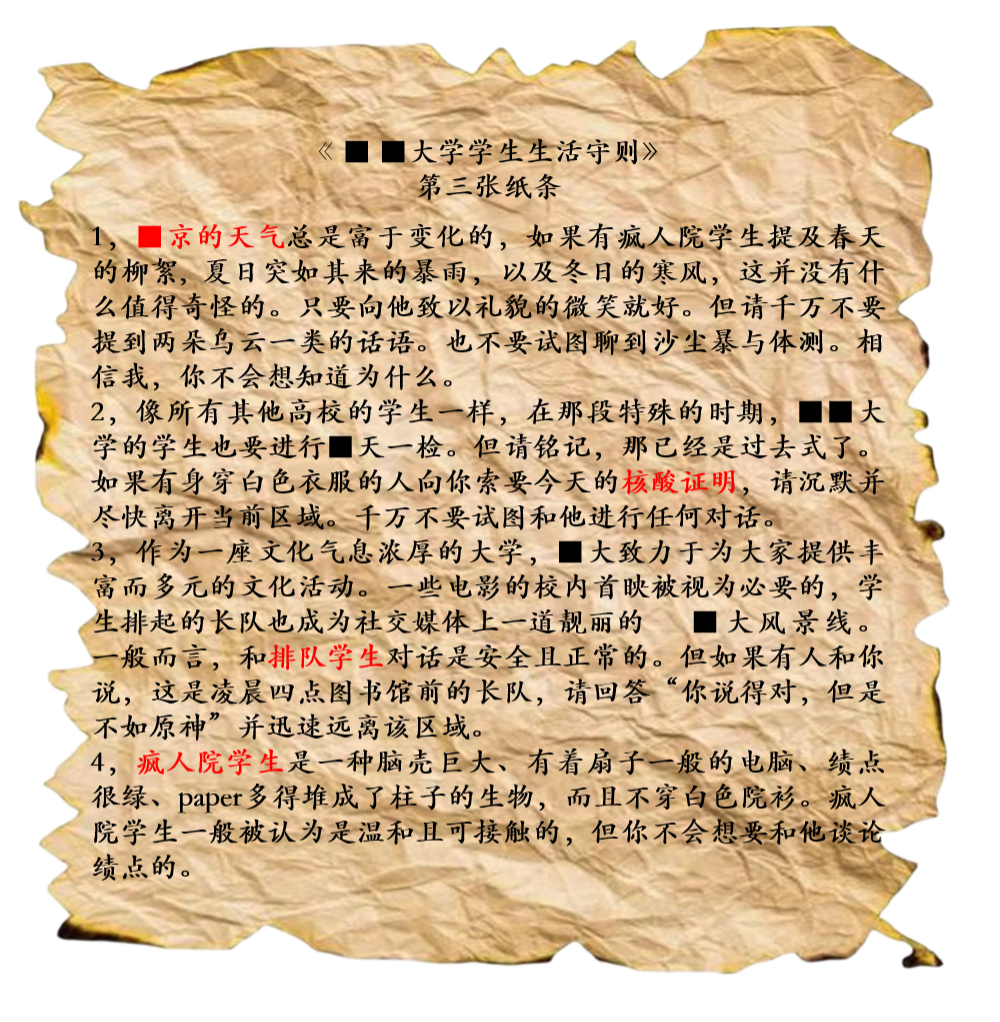 《■ ■大学学生生活守则》
第三张纸条
1，■京的天气总是富于变化的，如果有疯人院学生提及春天
的柳絮，夏日突如其来的暴雨，以及冬日的寒风，这并没有什
么值得奇怪的。只要向他致以礼貌的微笑就好。但请千万不要
提到两朵乌云一类的话语。也不要试图聊到沙尘暴与体测。相
信我，你不会想知道为什么。
2，像所有其他高校的学生一样，在那段特殊的时期，■■大
学的学生也要进行■天一检。但请铭记，那已经是过去式了。
如果有身穿白色衣服的人向你索要今天的核酸证明，请沉默并
尽快离开当前区域。千万不要试图和他进行任何对话。
3，作为一座文化气息浓厚的大学，■大致力于为大家提供丰
富而多元的文化活动。一些电影的校内首映被视为必要的，学
生排起的长队也成为社交媒体上一道靓丽的 ■大风景线。
一般而言，和排队学生对话是安全且正常的。但如果有人和你
说，这是凌晨四点图书馆前的长队，请回答“你说得对，但是
不如原神”并迅速远离该区域。
4，疯人院学生是一种脑壳巨大、有着扇子一般的电脑、绩点
很绿、paper多得堆成了柱子的生物，而且不穿白色院衫。疯人
院学生一般被认为是温和且可接触的，但你不会想要和他谈论
绩点的。